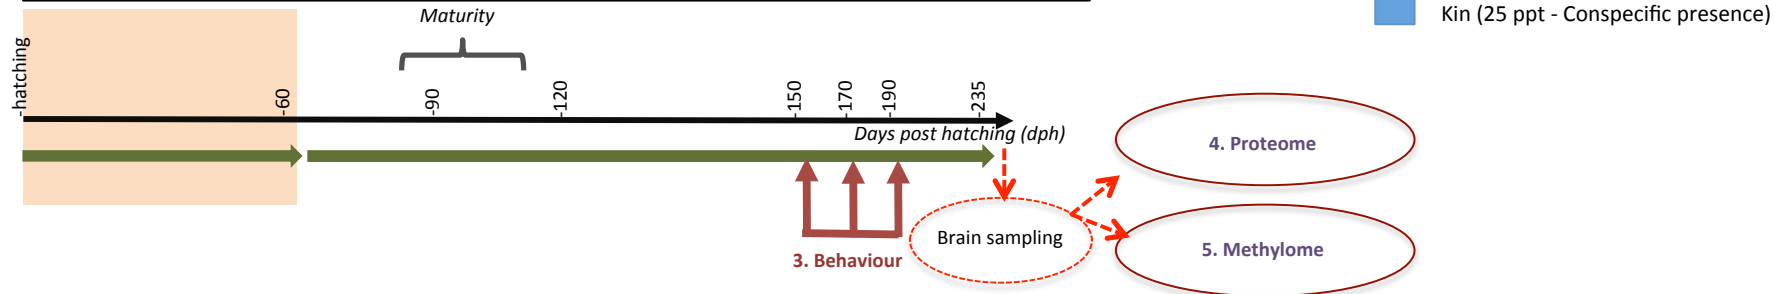 Kin (25 ppt - Conspecific presence)
Maturity
-hatching
-60
-90
-120
-150
-170
-190
-235
Days post hatching (dph)
4. Proteome
Brain sampling
5. Methylome
3. Behaviour